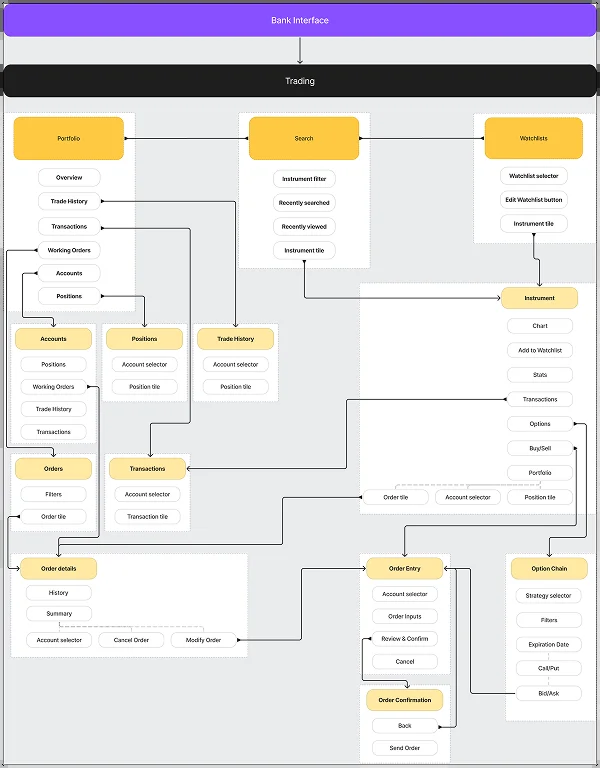 Bank Interface
Trading
Portfolio
Overview
Trade History
Transactions
Working Orders
Accounts
Positions
Search
Instrument filter
Recently searched
Recently viewed
Instrument tile
Watchlists
Watchlist selector
Edit Watchlist button
Instrument tile
Accounts
Positions
Working Orders
Trade History
Transactions
Positions
Account selector
Position tile
Trade History
Account selector
Position tile
Instrument
Chart
Add to Watchlist
Stats
Transactions
Options
Buy/Sell
Portfolio
Order tile
Account selector
Position tile
Orders
Filters
Order tile
Transactions
Account selector
Transaction tile
Order details
History
Summary
Account selector
Cancel Order
Modify Order
Order Entry
Account selector
Order Inputs
Review & Confirm
Cancel
Order Confirmation
Back
Send Order
Option Chain
Strategy selector
Filters
Expiration Date
Call/Put
Bid/Ask